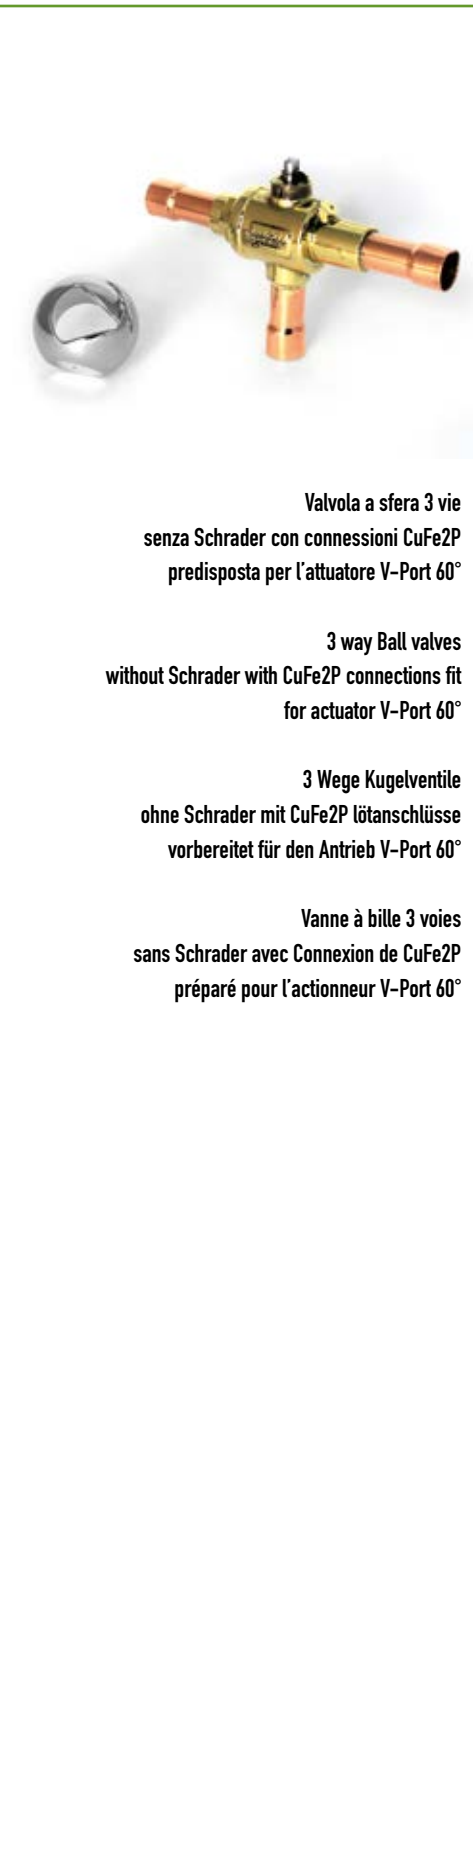 Valvola a sfera 3 vie
senza Schrader con connessioni CuFe2P
predisposta per l'attuatore V-Port 60°
3 way Ball valves
without Schrader with CuFe2P connections fit
for actuator V-Port 60°
3 Wege Kugelventile
ohne Schrader mit CuFe2P lötanschlüsse
vorbereitet für den Antrieb V-Port 60°
Vanne à bille 3 voies
sans Schrader avec Connexion de CuFe2P
préparé pour l'actionneur V-Port 60°